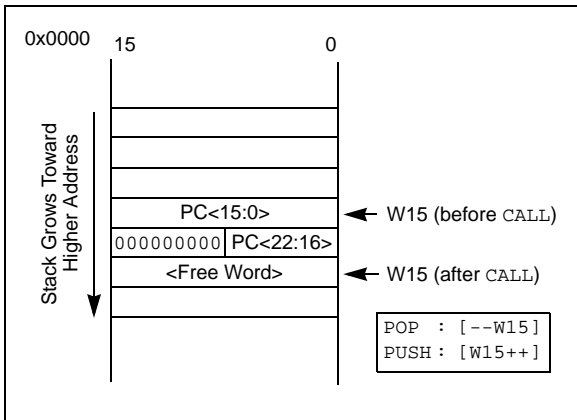 0x0000
15 0
Stack Grows Toward
Higher Address
PC<15:0>
W15 (before CALL)
000000000 PC<22:16>
<Free Word>
W15 (after CALL)
POP : [--W15]
PUSH : [W15++]